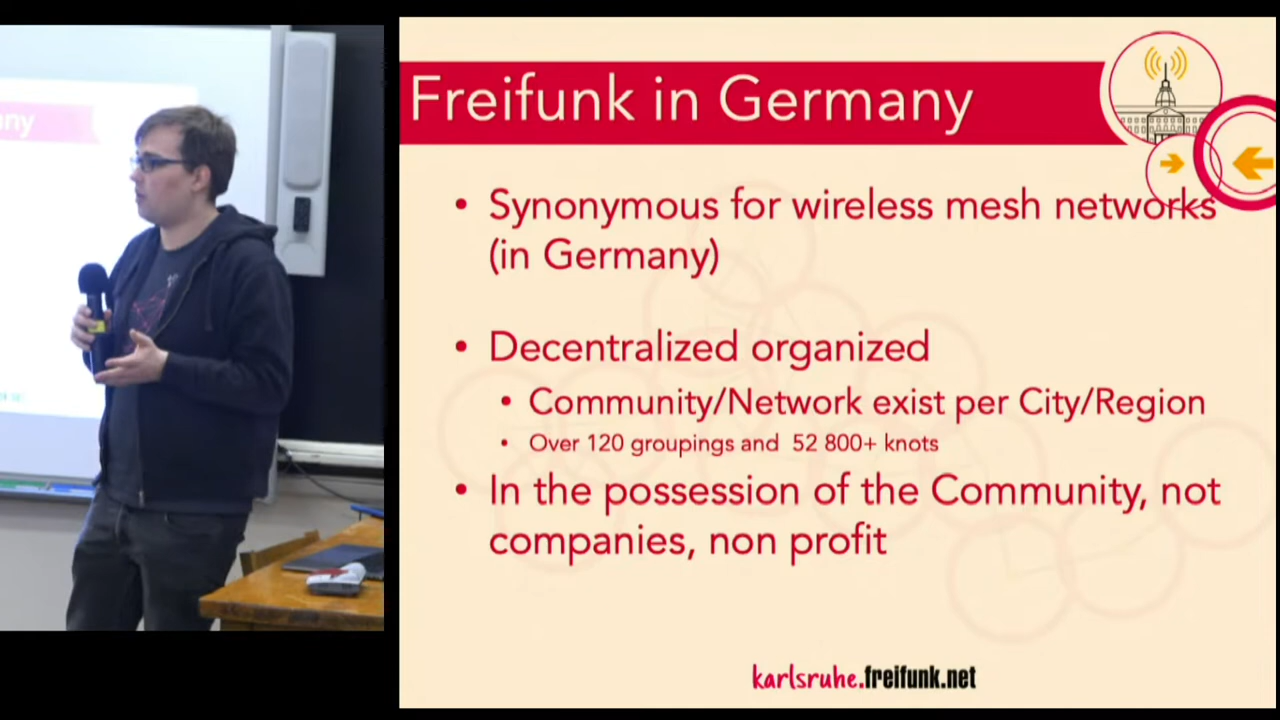 any
Freifunk in Germany
• Synonymous for wireless mesh networks
(in Germany)
• Decentralized organized
• Community/Network exist per City/Region
• Over 120 groupings and 52 800+ knots
• In the possession of the Community, not
companies, non profit
karlsruhe.freifunk.net